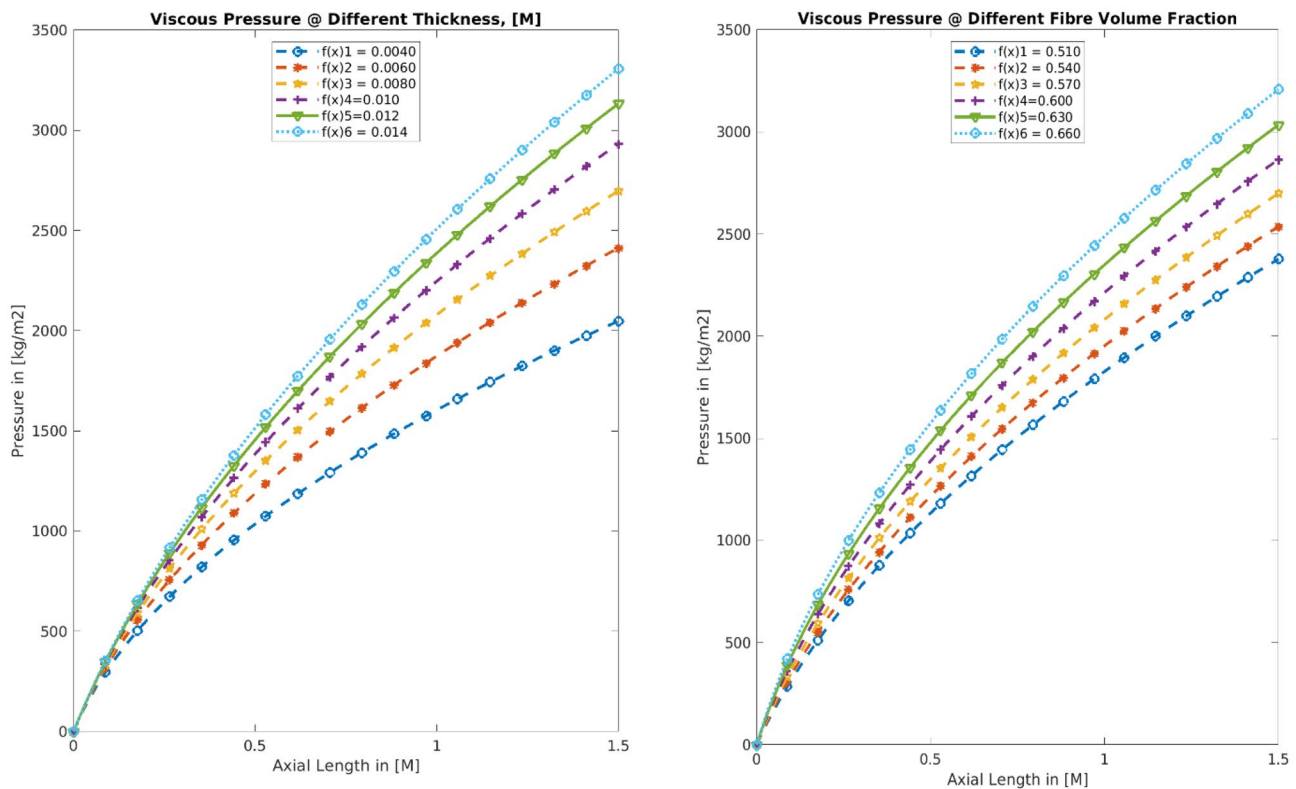 Viscous Pressure @ Different Thickness, [M]
3500
3000
2500
2000
1500
1000
500
0
Pressure in [kg/m2]
f(x)1 = 0.0040
f(x)2 = 0.0060
f(x)3 = 0.0080
f(x)4=0.010
f(x)5=0.012
f(x)6 = 0.014
0
0.5
1
1.5
Axial Length in [M]
Viscous Pressure @ Different Fibre Volume Fraction
3500
3000
2500
2000
1500
1000
500
0
Pressure in [kg/m2]
f(x)1 = 0.510
f(x)2 = 0.540
f(x)3 = 0.570
f(x)4=0.600
f(x)5=0.630
f(x)6 = 0.660
0
0.5
1
1.5
Axial Length in [M]